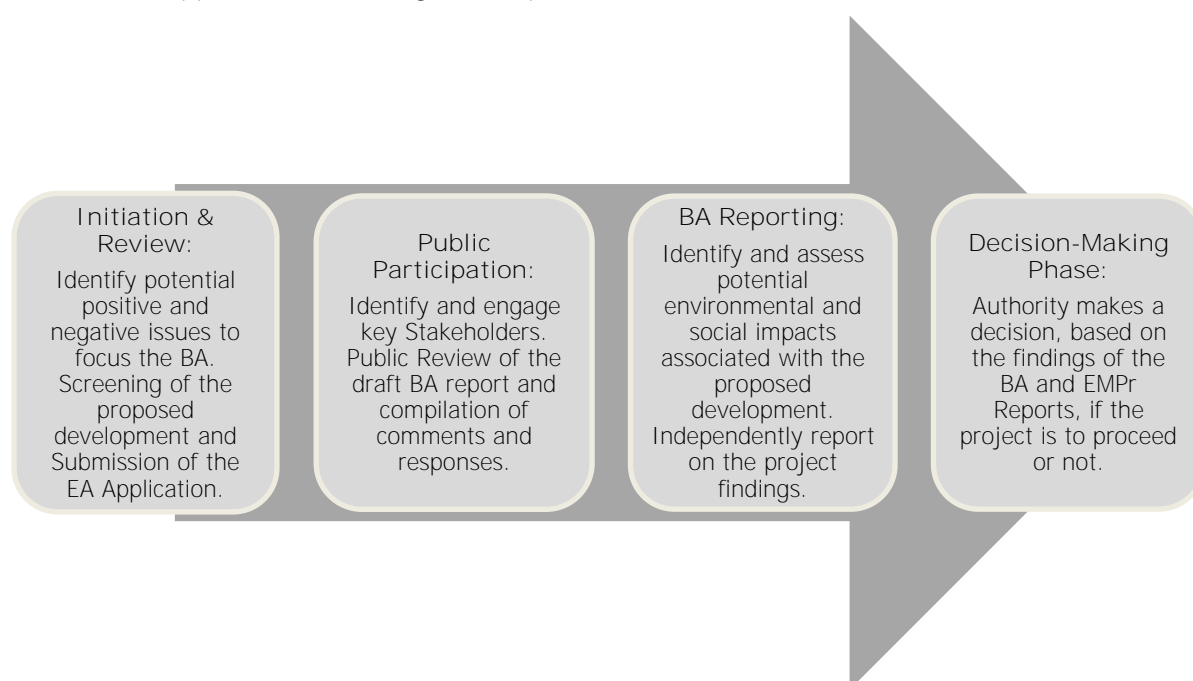 Initiation &
Review:
Identify potential
positive and
negative issues to
focus the BA.
Screening of the
proposed
development and
Submission of the
EA Application.
Public
Participation:
Identify and engage
key Stakeholders.
Public Review of the
draft BA report and
compilation of
comments and
responses.
BA Reporting:
Identify and assess
potential
environmental and
social impacts
associated with the
proposed
development.
Independently report
on the project
findings.
Decision-Making
Phase:
Authority makes a
decision, based on
the findings of the
BA and EMPr
Reports, if the
project is to proceed
or not.